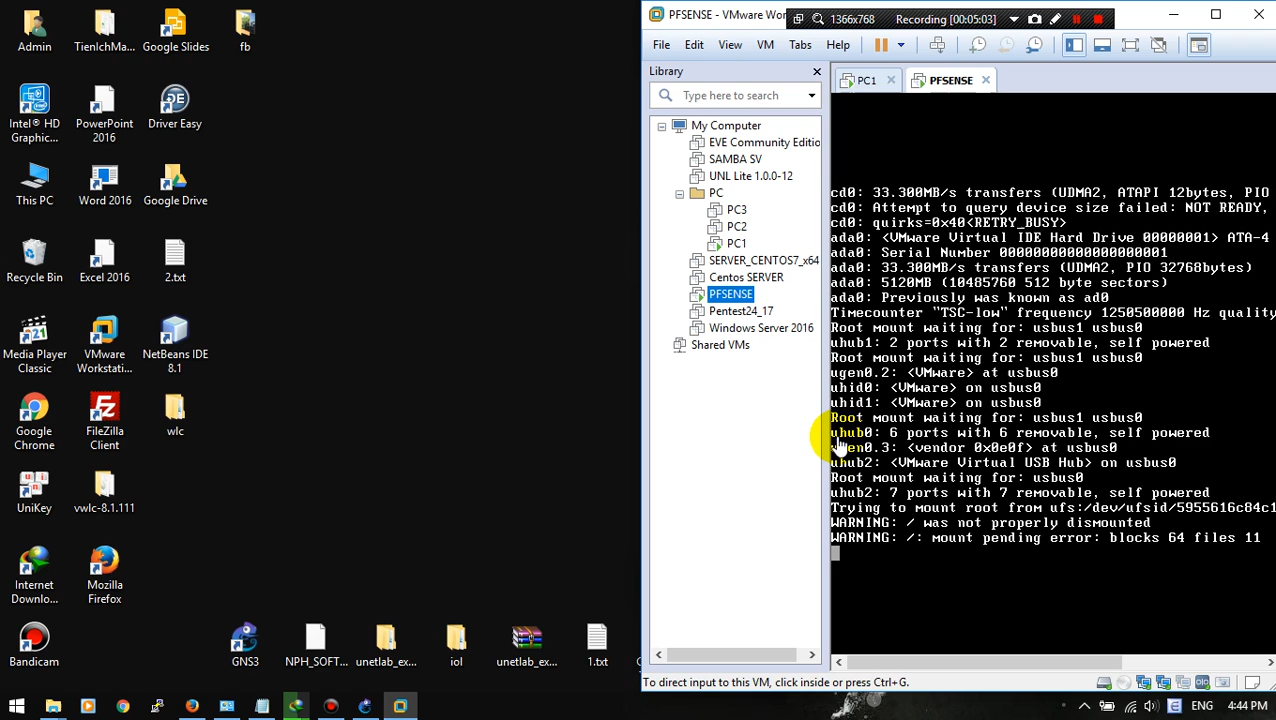 Admin
TienIchMa...
Google Slides
fb
Intel® HD
Graphic...
PowerPoint
2016
Driver Easy
This PC
Word 2016
Google Drive
Recycle Bin
Excel 2016
2.txt
Media Player
Classic
VMware
Workstati...
NetBeans IDE
8.1
Google
Chrome
FileZilla
Client
wlc
UniKey
vwlc-8.1.111
Internet
Downlo...
Mozilla
Firefox
Bandicam
GNS3
NPH_SOFT...
unetlab_ex...
iol
unetlab_ex...
1.txt
PFSENSE - VMware Wor
1366x768
Recording [00:05:03]
File Edit View VM Tabs Help
Library
Type here to search
My Computer
EVE Community Editio
SAMBA SV
UNL Lite 1.0.0-12
PC
PC3
PC2
PC1
SERVER_CENTOS7_x64
Centos SERVER
PFSENSE
Pentest24_17
Windows Server 2016
Shared VMs
PC1
PFSENSE
cd0: 33.300MB/s transfers (UDMA2, ATAPI 12bytes, PIO
cd0: Attempt to query device size failed: NOT READY,
cd0: quirks=0x40<RETRY_BUSY>
ada0: <VMware Virtual IDE Hard Drive 00000001> ATA-4
ada0: Serial Number 00000000000000000001
ada0: 33.300MB/s transfers (UDMA2, PIO 32768bytes)
ada0: 5120MB (10485760 512 byte sectors)
ada0: Previously was known as ad0
Timecounter "TSC-low" frequency 1250500000 Hz quality
Root mount waiting for: usbus1 usbus0
uhub1: 2 ports with 2 removable, self powered
Root mount waiting for: usbus1 usbus0
ugen0.2: <VMware> at usbus0
uhid0: <VMware> on usbus0
uhid1: <VMware> on usbus0
Root mount waiting for: usbus1 usbus0
uhub0: 6 ports with 6 removable, self powered
ugen0.3: <vendor 0x0e0f> at usbus0
uhub2: <VMware Virtual USB Hub> on usbus0
Root mount waiting for: usbus0
uhub2: 7 ports with 7 removable, self powered
Trying to mount root from ufs:/dev/ufsid/5955616c84c1
WARNING: / was not properly dismounted
WARNING: /: mount pending error: blocks 64 files 11
To direct input to this VM, click inside or press Ctrl+G.
ENG
4:44 PM